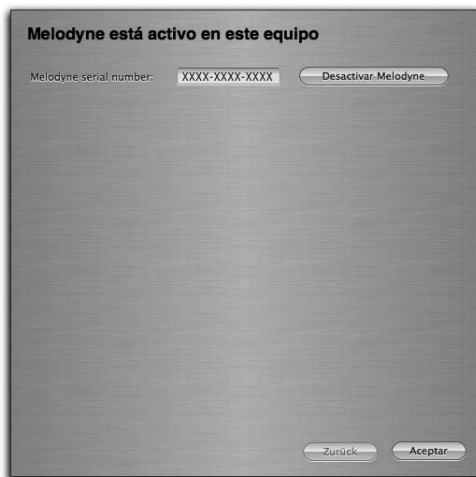 Melodyne está activo en este equipo
Melodyne serial number: XXXX-XXXX-XXXX Desactivar Melodyne
Zurück Aceptar